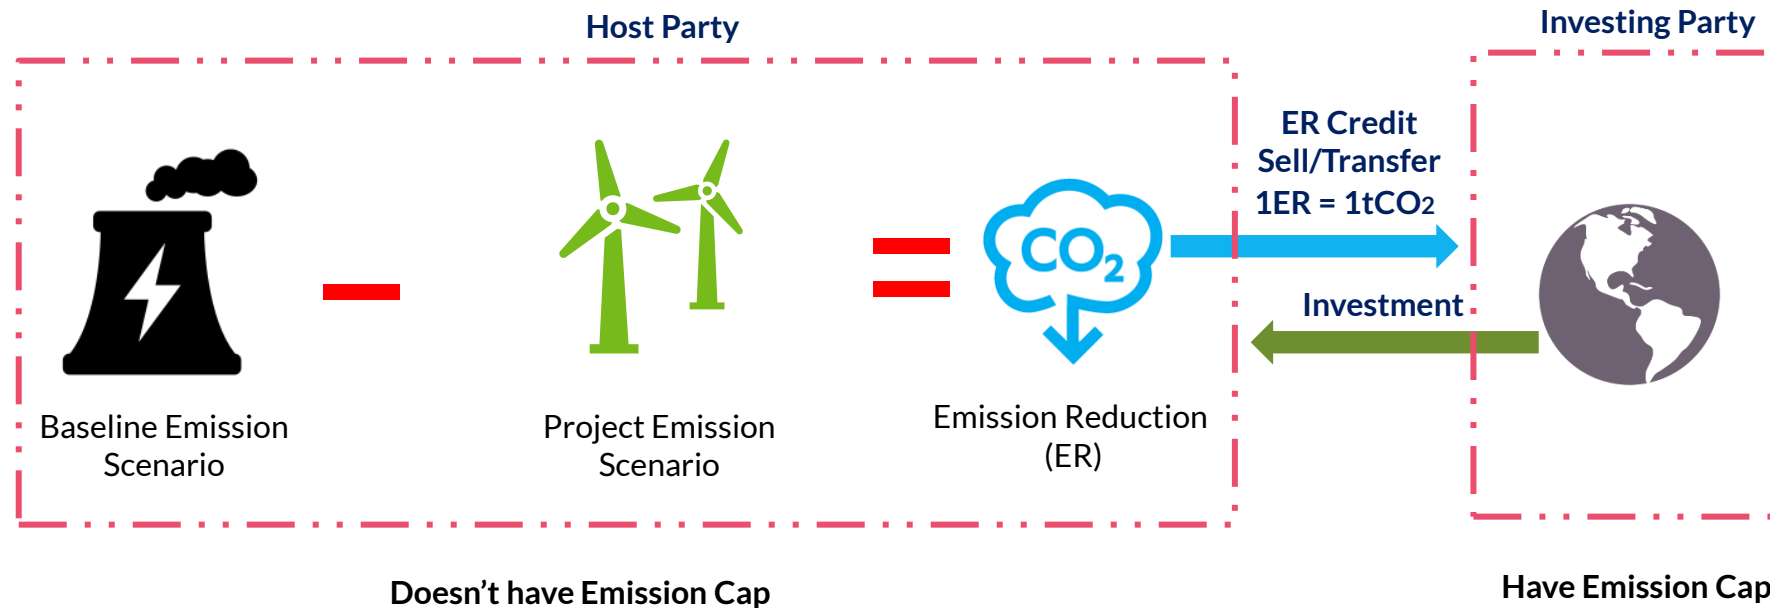 Host Party
Investing Party
ER Credit
Sell/Transfer
1ER = 1tCO2
CO2
Investment
Baseline Emission
Scenario
Project Emission
Scenario
Emission Reduction
(ER)
Doesn’t have Emission Cap
Have Emission Cap